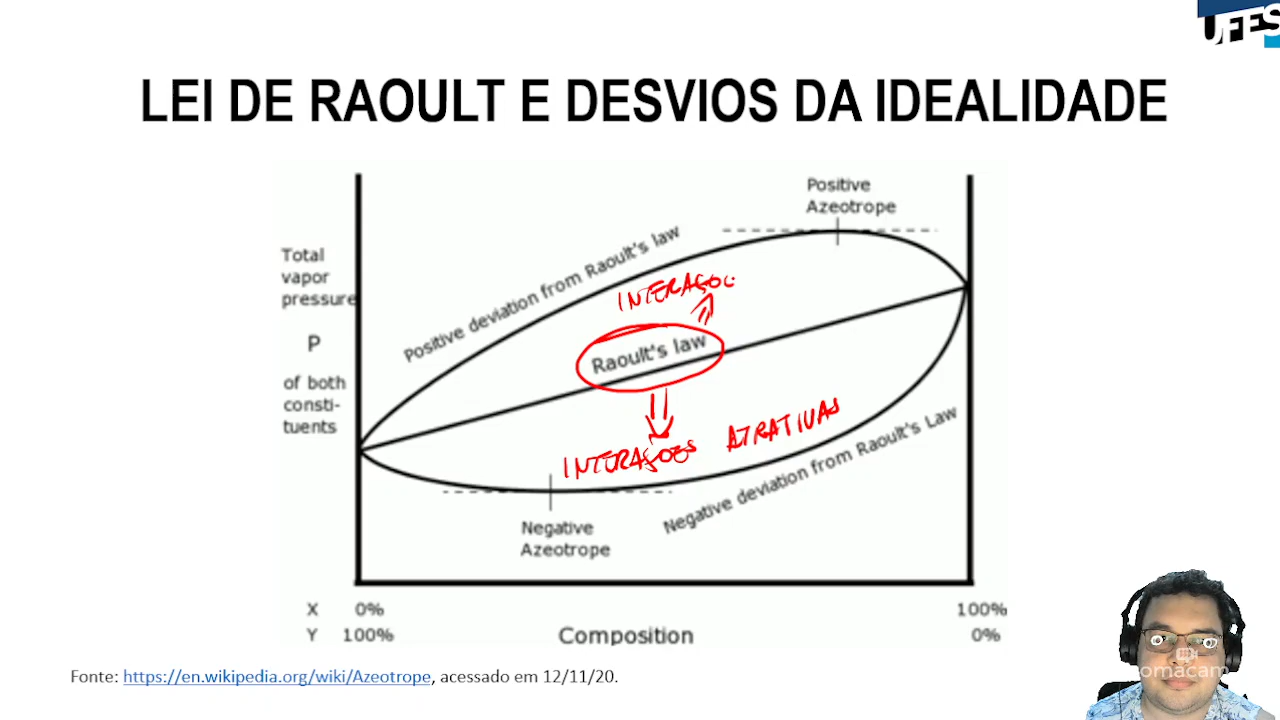 UFES
LEI DE RAOULT E DESVIOS DA IDEALIDADE
Positive
Azeotrope
Total
vapor
pressure
P
of both
consti-
tuents
Positive deviation from Raoult's law
INTERAÇO
Raoult's law
INTERAÇÕES ATRATIVAS
Negative deviation from Raoult's Law
Negative
Azeotrope
X 0% 100%
Y 100% Composition 0%
Fonte: https://en.wikipedia.org/wiki/Azeotrope, acessado em 12/11/20.